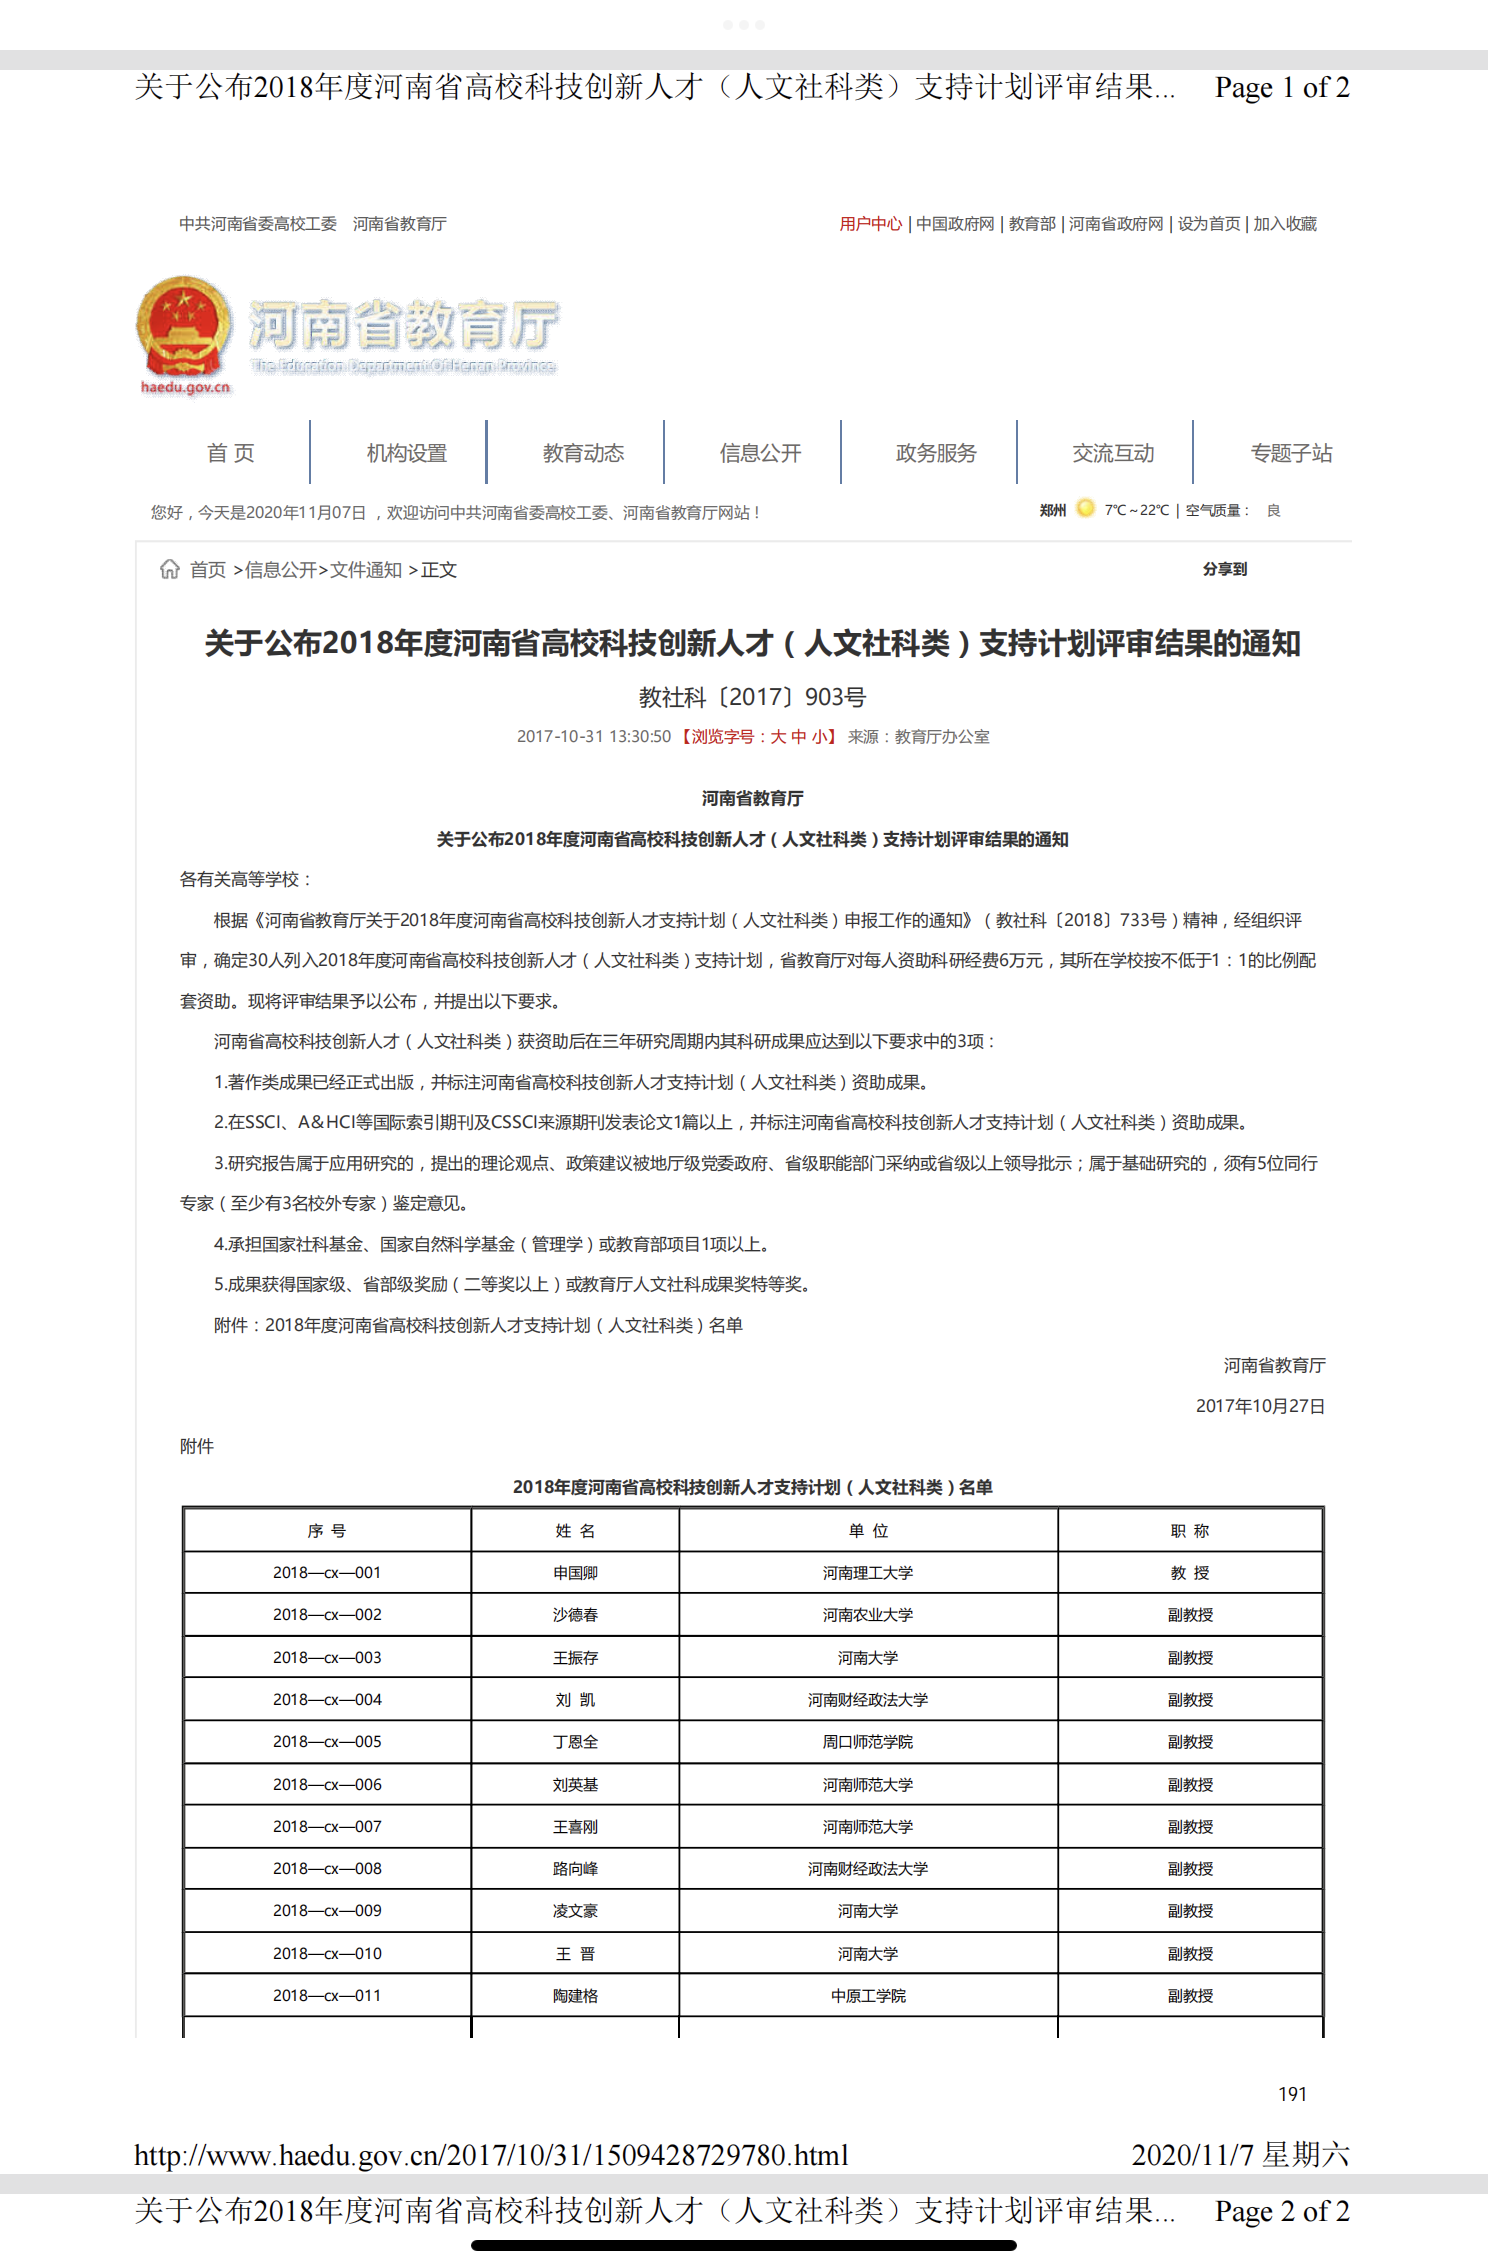 关于公布2018年度河南省高校科技创新人才（人文社科类）支持计划评审结果... Page 1 of 2
中共河南省委高校工委 河南省教育厅 用户中心 | 中国政府网 | 教育部 | 河南省政府网 | 设为首页 | 加入收藏
河南省教育厅
The Education Department Of Henan Province
haedu.gov.cn
首 页 机构设置 教育动态 信息公开 政务服务 交流互动 专题子站
您好，今天是2020年11月07日 ，欢迎访问中共河南省委高校工委、河南省教育厅网站！ 郑州 7℃～22℃ | 空气质量： 良
首页 >信息公开>文件通知 >正文 分享到
关于公布2018年度河南省高校科技创新人才（人文社科类）支持计划评审结果的通知
教社科〔2017〕903号
2017-10-31 13:30:50 【浏览字号：大 中 小】 来源：教育厅办公室
河南省教育厅
关于公布2018年度河南省高校科技创新人才（人文社科类）支持计划评审结果的通知
各有关高等学校：
根据《河南省教育厅关于2018年度河南省高校科技创新人才支持计划（人文社科类）申报工作的通知》（教社科〔2018〕733号）精神，经组织评
审，确定30人列入2018年度河南省高校科技创新人才（人文社科类）支持计划，省教育厅对每人资助科研经费6万元，其所在学校按不低于1：1的比例配
套资助。现将评审结果予以公布，并提出以下要求。
河南省高校科技创新人才（人文社科类）获资助后在三年研究周期内其科研成果应达到以下要求中的3项：
1.著作类成果已经正式出版，并标注河南省高校科技创新人才支持计划（人文社科类）资助成果。
2.在SSCI、A&HCI等国际索引期刊及CSSCI来源期刊发表论文1篇以上，并标注河南省高校科技创新人才支持计划（人文社科类）资助成果。
3.研究报告属于应用研究的，提出的理论观点、政策建议被地厅级党委政府、省级职能部门采纳或省级以上领导批示；属于基础研究的，须有5位同行
专家（至少有3名校外专家）鉴定意见。
4.承担国家社科基金、国家自然科学基金（管理学）或教育部项目1项以上。
5.成果获得国家级、省部级奖励（二等奖以上）或教育厅人文社科成果奖特等奖。
附件：2018年度河南省高校科技创新人才支持计划（人文社科类）名单
河南省教育厅
2017年10月27日
附件
2018年度河南省高校科技创新人才支持计划（人文社科类）名单
序 号 姓 名 单 位 职 称
2018—cx—001 申国卿 河南理工大学 教 授
2018—cx—002 沙德春 河南农业大学 副教授
2018—cx—003 王振存 河南大学 副教授
2018—cx—004 刘 凯 河南财经政法大学 副教授
2018—cx—005 丁恩全 周口师范学院 副教授
2018—cx—006 刘英基 河南师范大学 副教授
2018—cx—007 王喜刚 河南师范大学 副教授
2018—cx—008 路向峰 河南财经政法大学 副教授
2018—cx—009 凌文豪 河南大学 副教授
2018—cx—010 王 晋 河南大学 副教授
2018—cx—011 陶建格 中原工学院 副教授
191
http://www.haedu.gov.cn/2017/10/31/1509428729780.html 2020/11/7 星期六
关于公布2018年度河南省高校科技创新人才（人文社科类）支持计划评审结果... Page 2 of 2